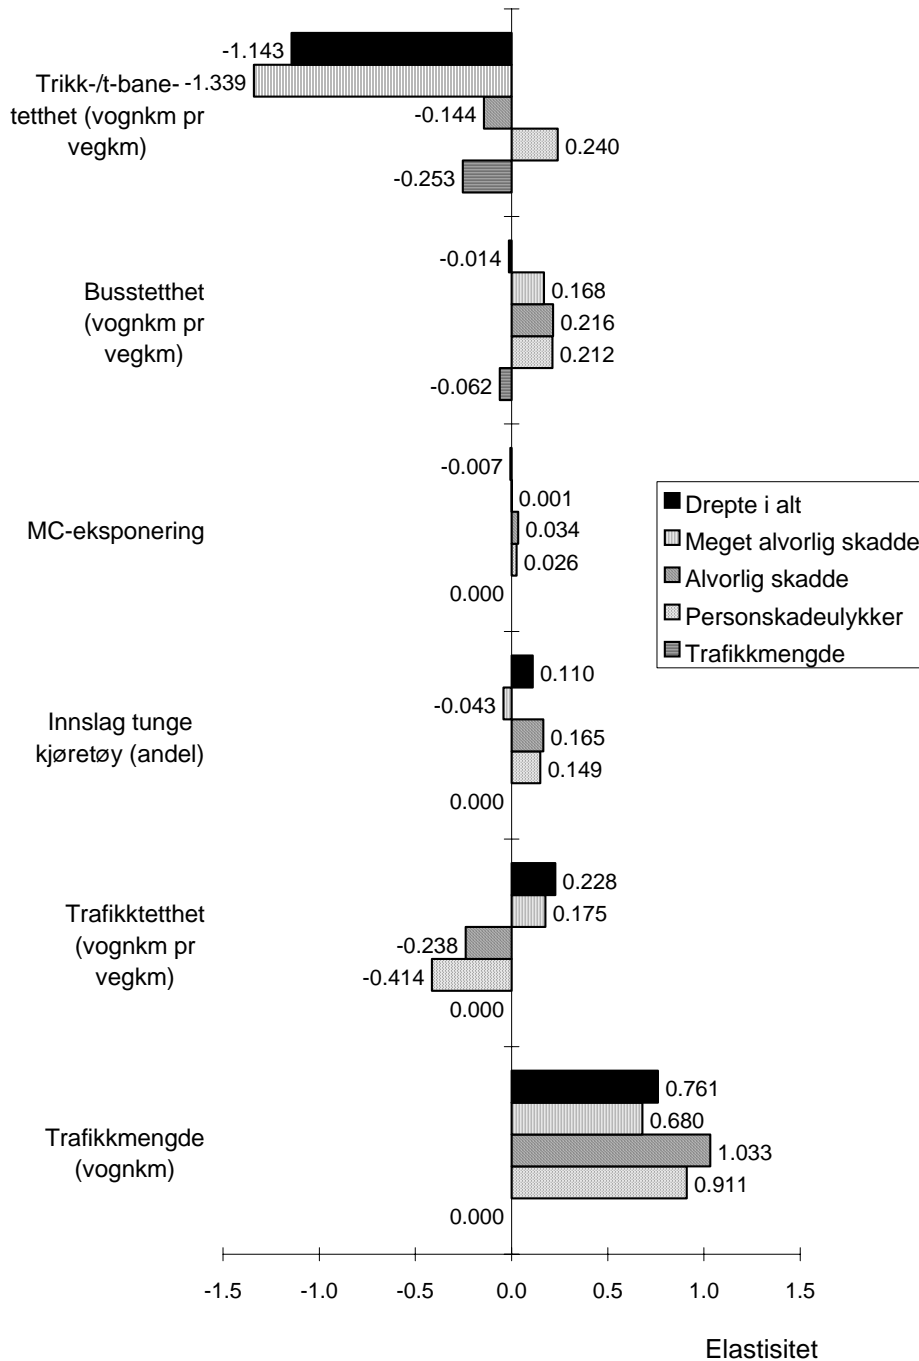 -1.143
Trikk-/t-bane- -1.339
tetthet (vognkm pr
vegkm)
-0.144
0.240
-0.253
-0.014
Busstetthet
(vognkm pr
vegkm)
0.168
0.216
0.212
-0.062
-0.007
MC-eksponering
0.001
0.034
0.026
0.000
Drepte i alt
Meget alvorlig skadde
Alvorlig skadde
Personskadeulykker
Trafikkmengde
0.110
-0.043
Innslag tunge
kjøretøy (andel)
0.165
0.149
0.000
0.228
Trafikktetthet
(vognkm pr
vegkm)
0.175
-0.238
-0.414
0.000
0.761
0.680
Trafikkmengde
(vognkm)
1.033
0.911
0.000
-1.5 -1.0 -0.5 0.0 0.5 1.0 1.5
Elastisitet